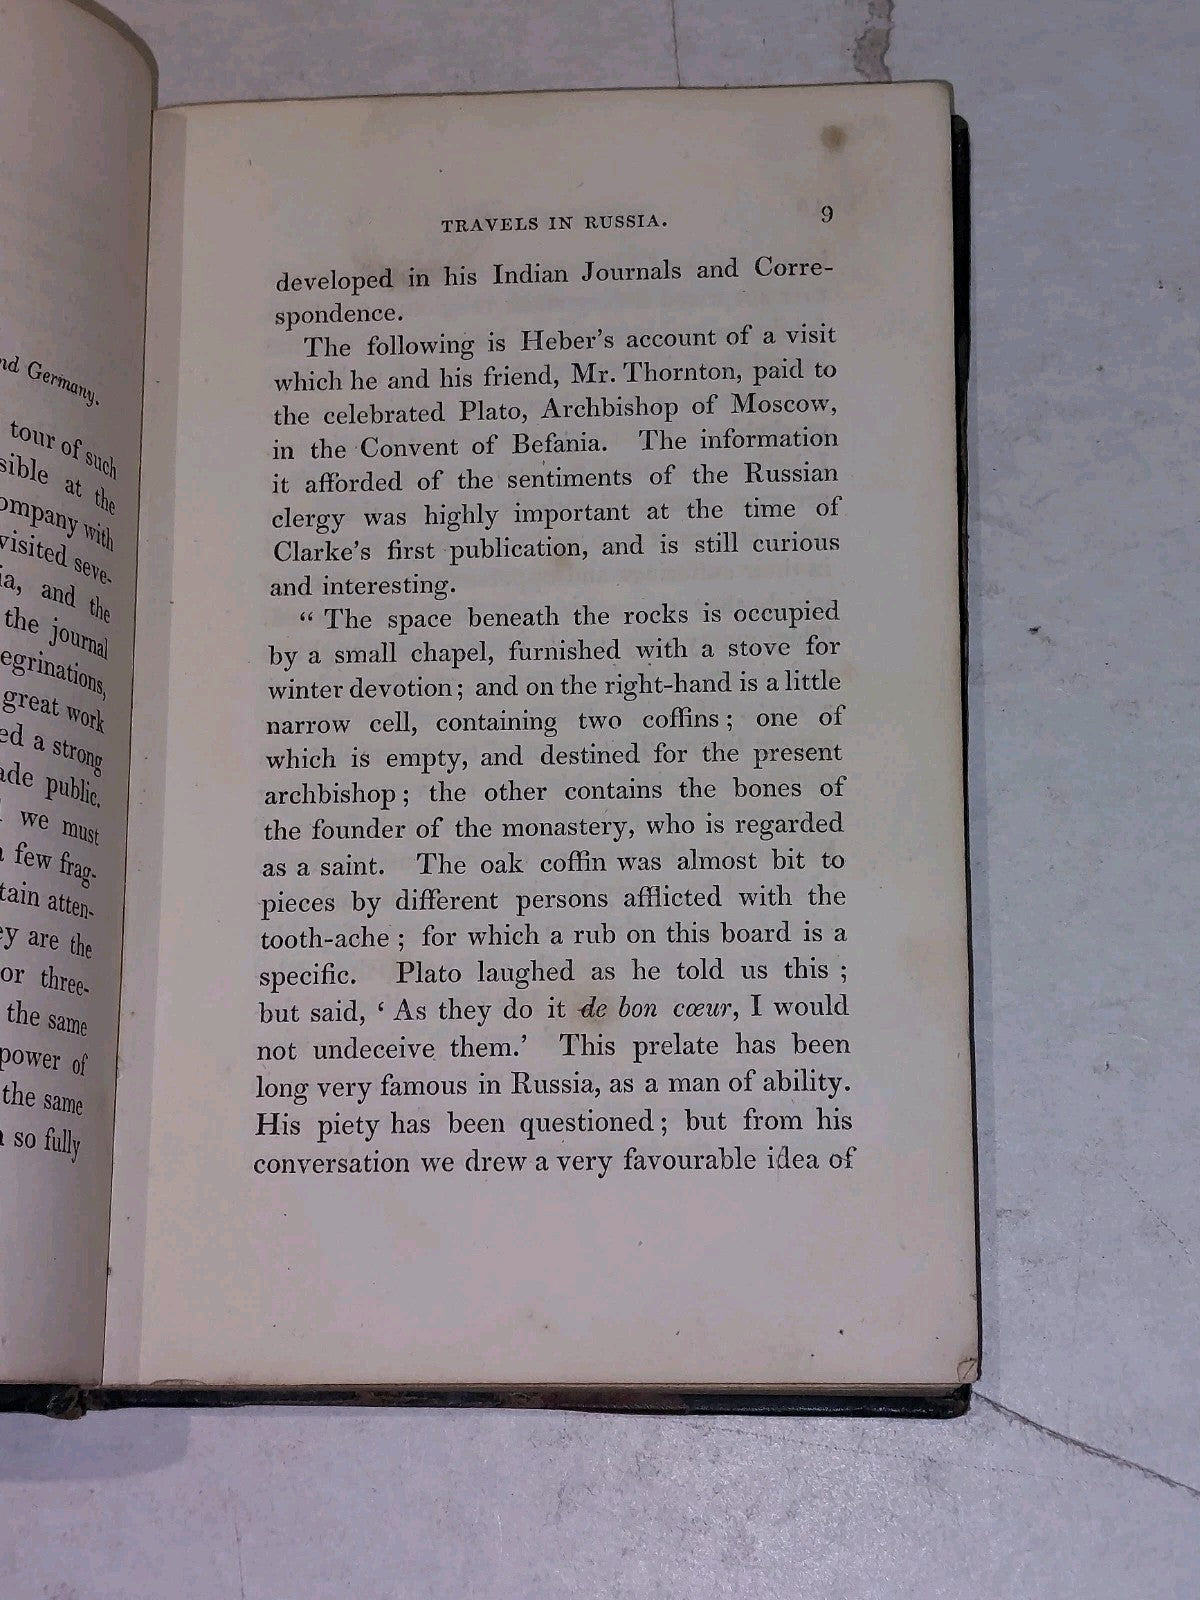 nd Germany.
tour of such
sible at the
ompany with
visited seve-
ia, and the
the journal
egrinations,
great work
ed a strong
ade public.
we must
few frag-
tain atten-
ey are the
or three-
the same
power of
the same
so fully
TRAVELS IN RUSSIA. 9
developed in his Indian Journals and Corre-
spondence.
The following is Heber's account of a visit
which he and his friend, Mr. Thornton, paid to
the celebrated Plato, Archbishop of Moscow,
in the Convent of Befania. The information
it afforded of the sentiments of the Russian
clergy was highly important at the time of
Clarke's first publication, and is still curious
and interesting.
" The space beneath the rocks is occupied
by a small chapel, furnished with a stove for
winter devotion; and on the right-hand is a little
narrow cell, containing two coffins; one of
which is empty, and destined for the present
archbishop; the other contains the bones of
the founder of the monastery, who is regarded
as a saint. The oak coffin was almost bit to
pieces by different persons afflicted with the
tooth-ache; for which a rub on this board is a
specific. Plato laughed as he told us this;
but said, ' As they do it de bon cœur, I would
not undeceive them.' This prelate has been
long very famous in Russia, as a man of ability.
His piety has been questioned; but from his
conversation we drew a very favourable idea of